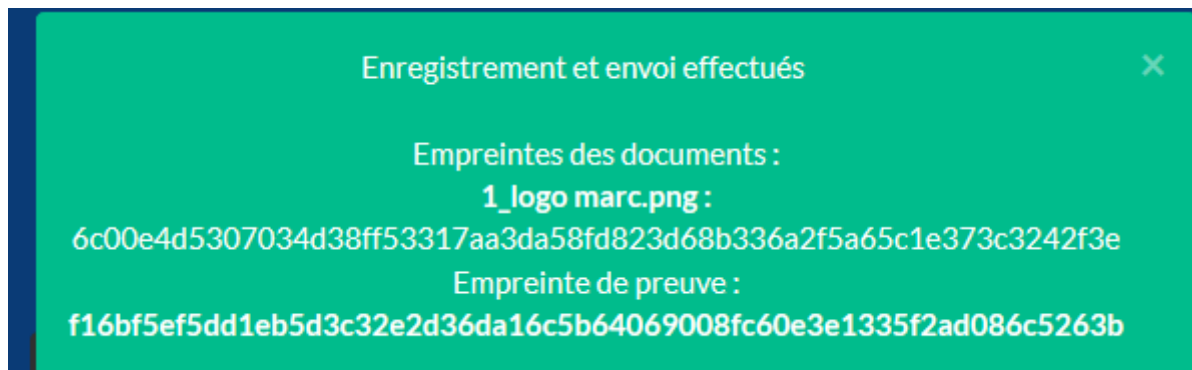 Enregistrement et envoi effectués
×
Empreintes des documents :
1_logo marc.png :
6c00e4d5307034d38ff53317aa3da58fd823d68b336a2f5a65c1e373c3242f3e
Empreinte de preuve :
f16bf5ef5dd1eb5d3c32e2d36da16c5b64069008fc60e3e1335f2ad086c5263b